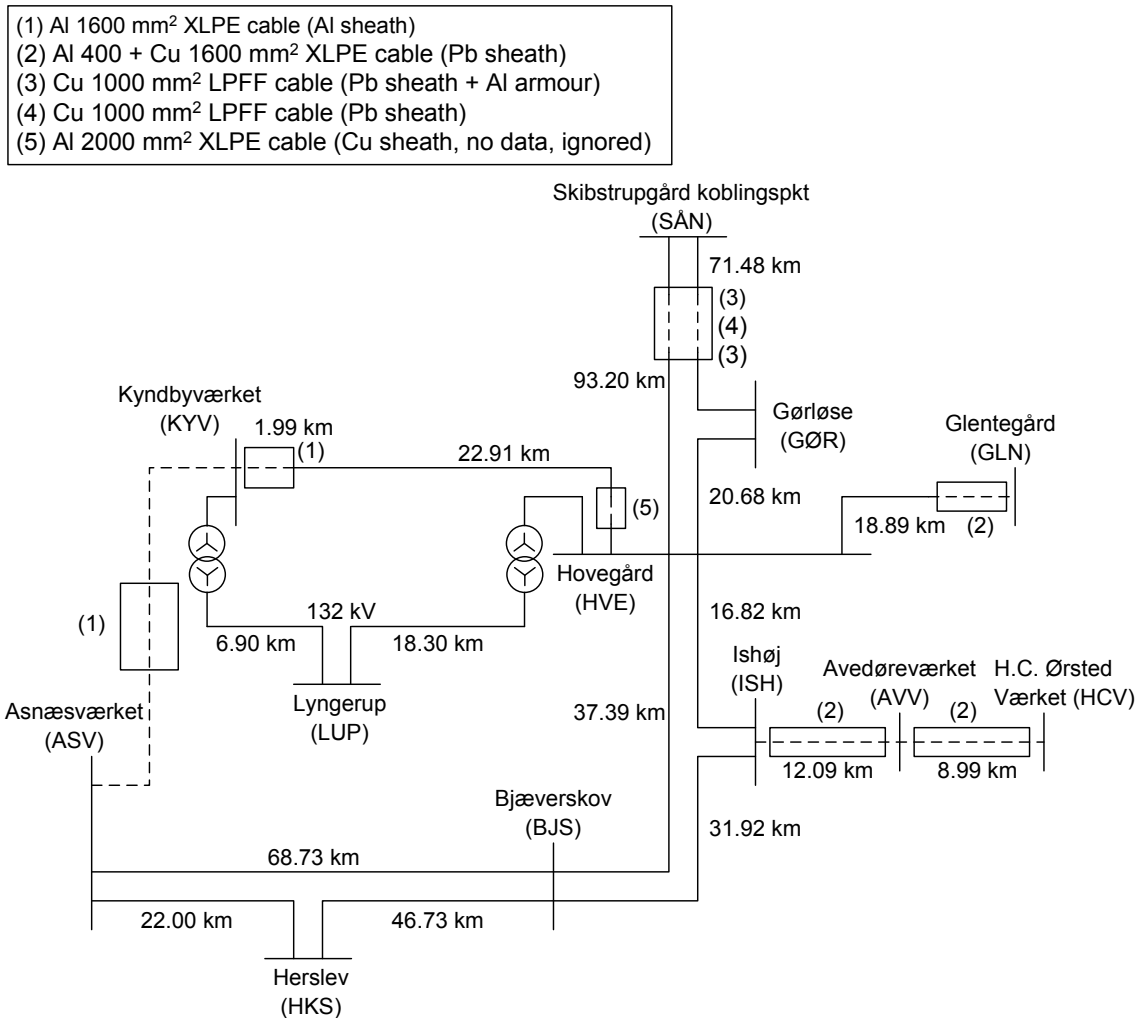 (1) Al 1600 mm² XLPE cable (Al sheath)
(2) Al 400 + Cu 1600 mm² XLPE cable (Pb sheath)
(3) Cu 1000 mm² LPFF cable (Pb sheath + Al armour)
(4) Cu 1000 mm² LPFF cable (Pb sheath)
(5) Al 2000 mm² XLPE cable (Cu sheath, no data, ignored)
Skibstrupgård koblingspkt
(SÅN)
71.48 km
(3)
(4)
(3)
93.20 km
Kyndbyværket
(KYV)
1.99 km
(1)
22.91 km
(5)
Gørløse
(GØR)
Glentegård
(GLN)
20.68 km
18.89 km
(2)
Hovegård
(HVE)
(1)
132 kV
6.90 km
18.30 km
Lyngerup
(LUP)
16.82 km
Ishøj
(ISH)
Avedøreværket
(AVV)
H.C. Ørsted
Værket (HCV)
(2)
(2)
12.09 km
8.99 km
Asnæsværket
(ASV)
37.39 km
Bjæverskov
(BJS)
31.92 km
68.73 km
22.00 km
46.73 km
Herslev
(HKS)